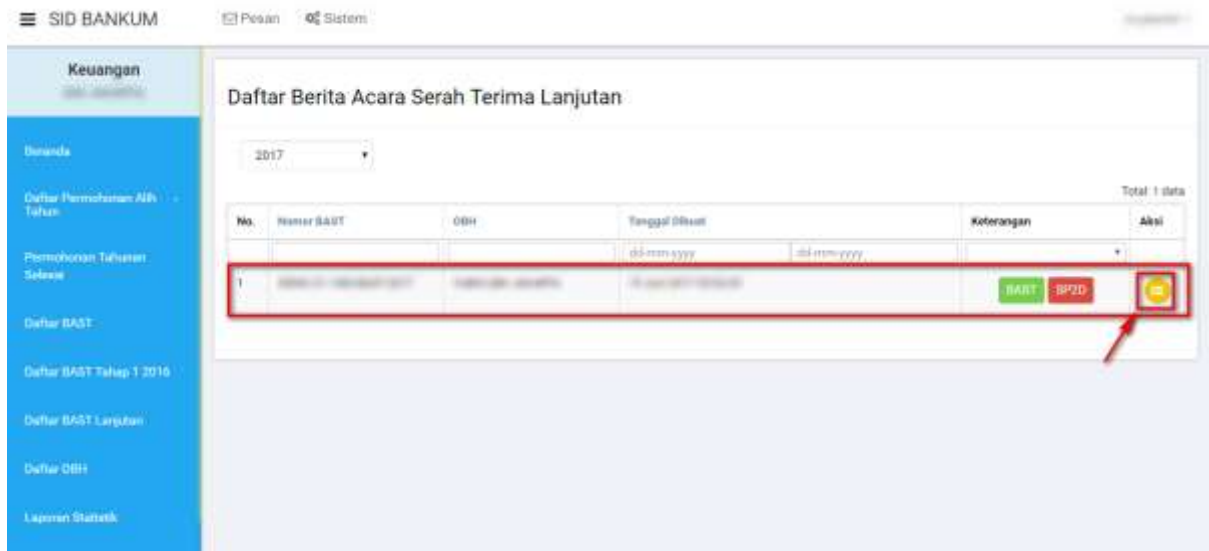 SID BANKUM
Pesan
Sistem
Keuangan
Daftar Berita Acara Serah Terima Lanjutan
Beranda
2017
Daftar Permohonan Alih
Tahun
Total: 1 data
No.
Nomor BAST
OBH
Tanggal Dibuat
Keterangan
Aksi
dd-mm-yyyy
dd-mm-yyyy
Permohonan Tahunan
Selesai
1
BAST
SP2D
Daftar BAST
Daftar BAST Tahap 1 2016
Daftar BAST Lanjutan
Daftar OBH
Laporan Statistik